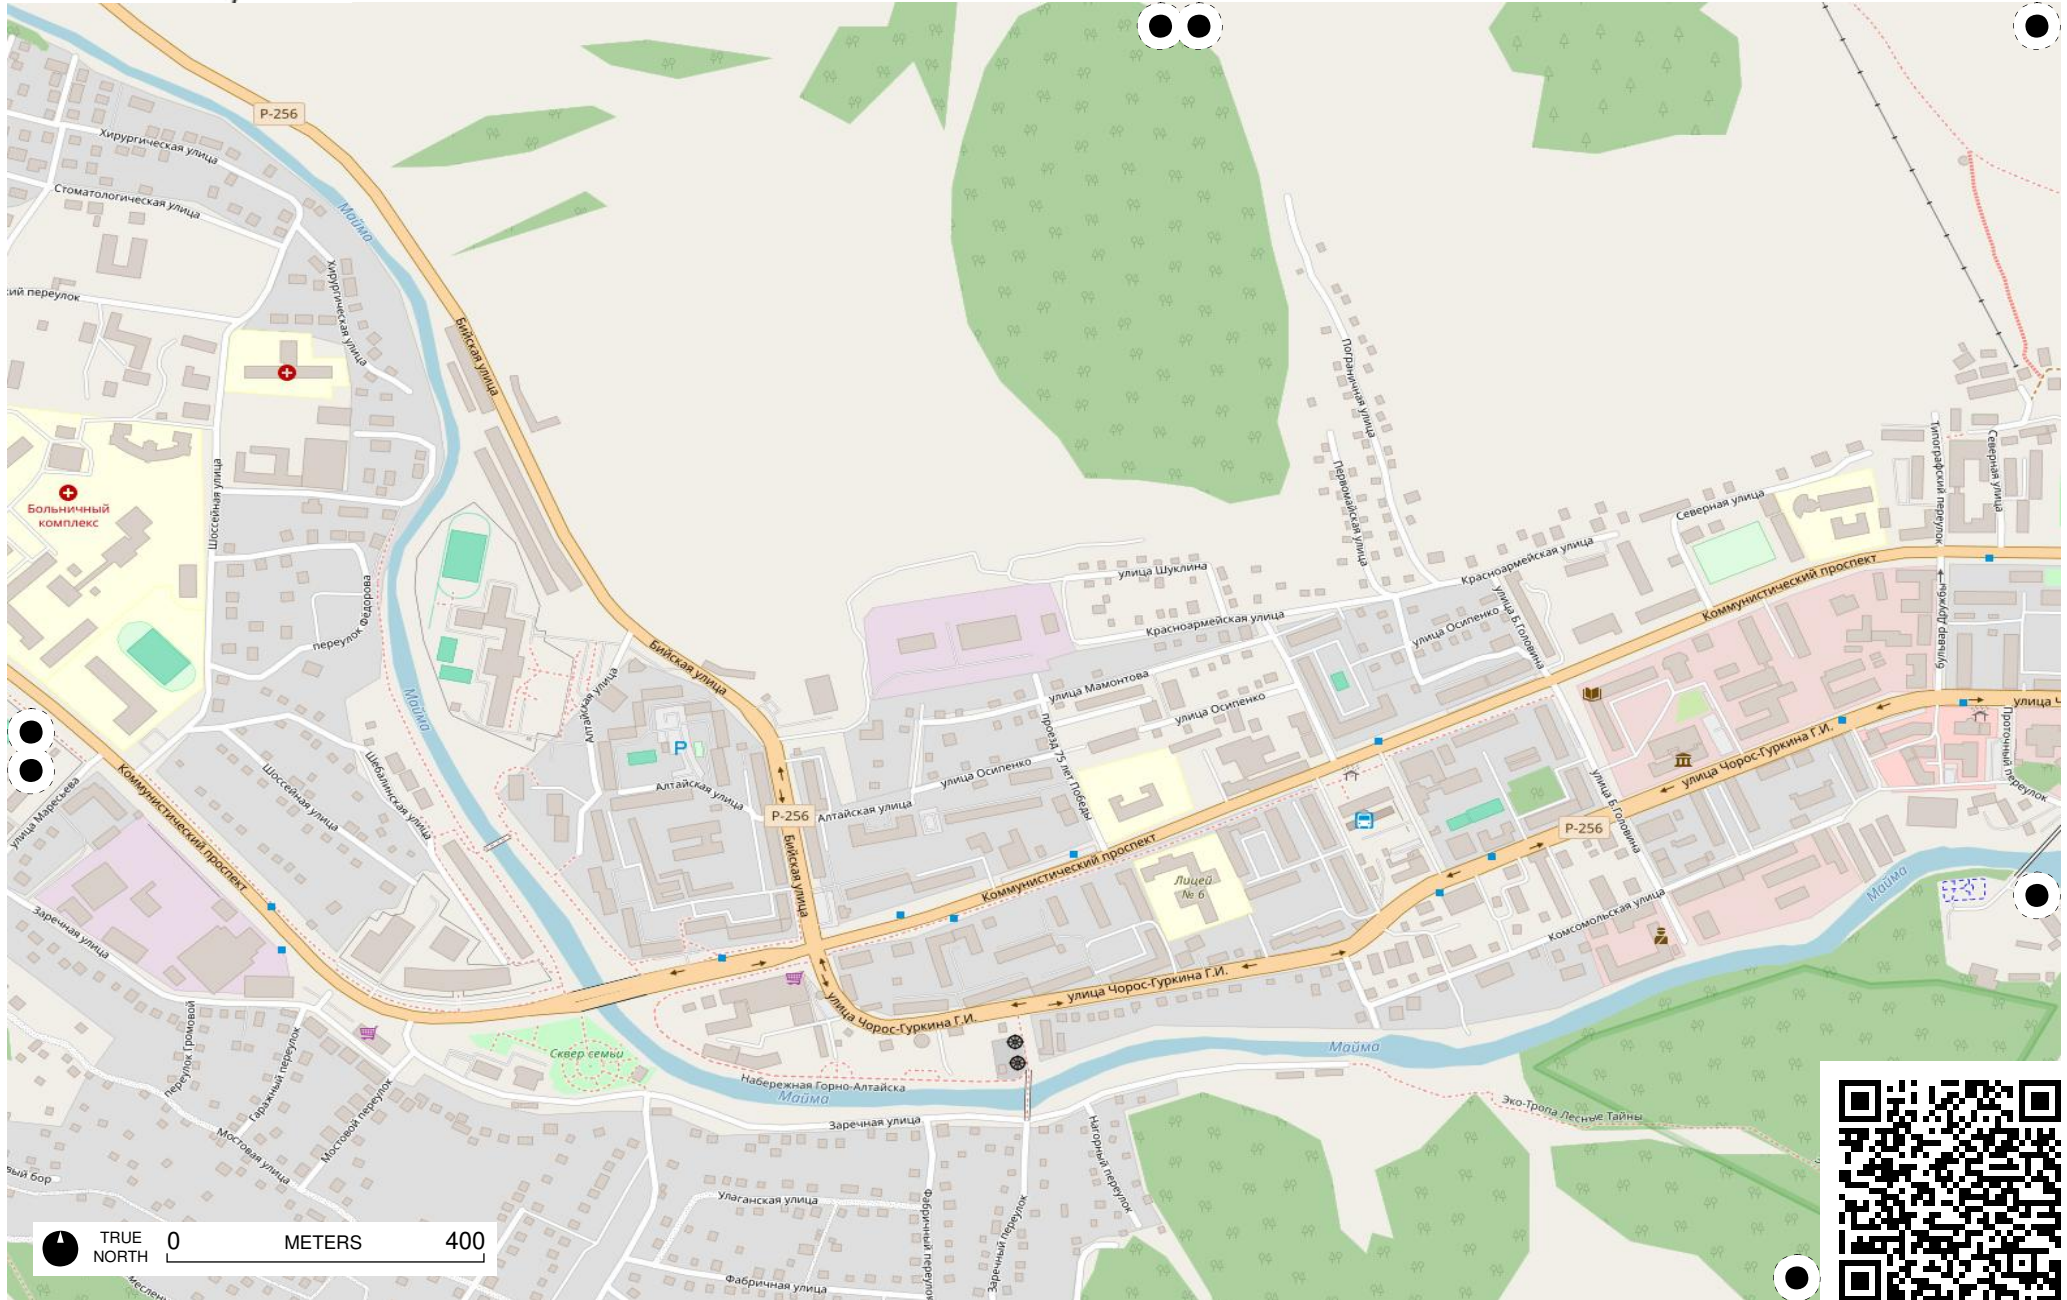 Р-256
Хирургическая улица
Стоматологическая улица
Майма
Хирургическая улица
ий переулок
Бийская улица
Пограничная улица
Больничный
комплекс
Шоссейная улица
Первомайская улица
Типографский переулок
Северная улица
Северная улица
Красноармейская улица
улица Шуклина
Коммунистический проспект
переулок Фёдорова
Красноармейская улица
улица Осипенко
улица Б.Головина
бульвар Дружбы
Бийская улица
Алтайская улица
Майма
улица Мамонтова
улица Осипенко
проезд 75 лет Победы
улица Ч
Проточный переулок
P
улица Чорос-Гуркина Г.И.
улица Осипенко
Алтайская улица
Алтайская улица
Р-256
Р-256
улица Б.Головина
Шебалинская улица
Шоссейная улица
Коммунистический проспект
улица Маресьева
Бийская улица
Коммунистический проспект
Лицей
№ 6
Майма
Заречная улица
Комсомольская улица
улица Чорос-Гуркина Г.И.
улица Чорос-Гуркина Г.И.
переулок Громовой
Гаражный переулок
Мостовой переулок
Сквер семьи
Майма
Набережная Горно-Алтайска
Майма
Эко-Тропа Лесные Тайны
Заречная улица
Нагорный переулок
Мостовая улица
вый бор
Улаганская улица
Фабричный переулок
Заречный переулок
Фабричная улица
TRUE
NORTH
0 METERS 400